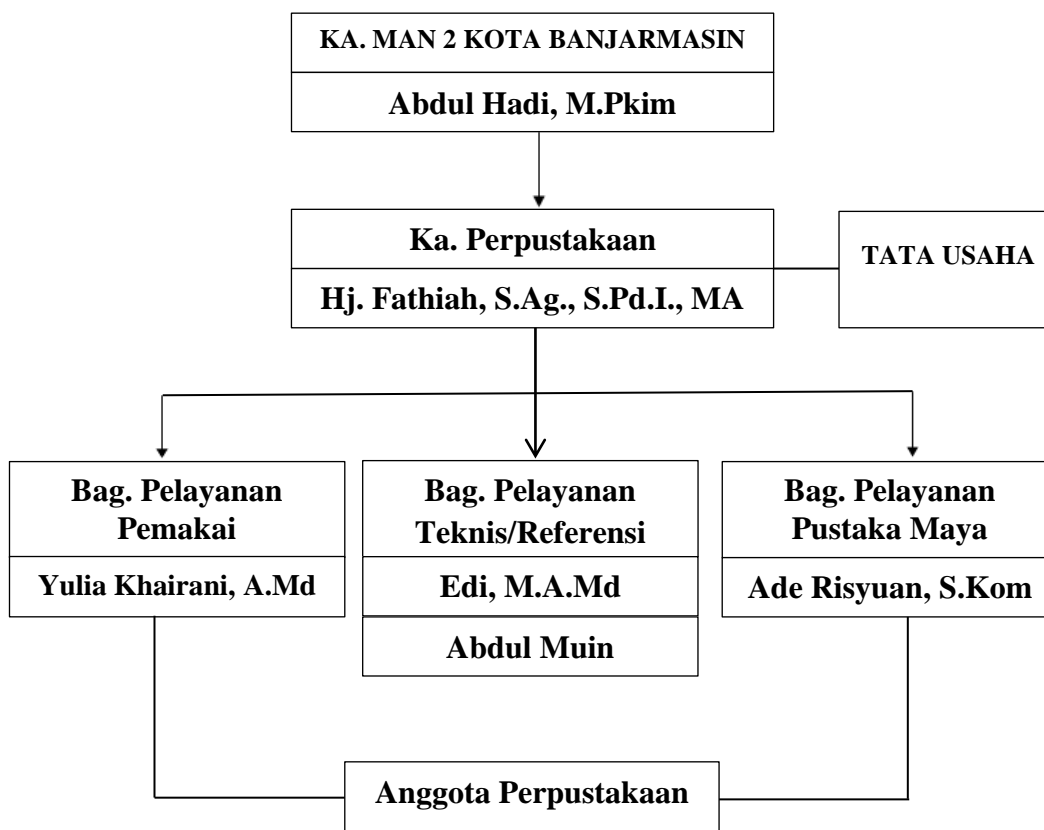 KA. MAN 2 KOTA BANJARMASIN
Abdul Hadi, M.Pkim
Ka. Perpustakaan
Hj. Fathiah, S.Ag., S.Pd.I., MA
TATA USAHA
Bag. Pelayanan
Pemakai
Yulia Khairani, A.Md
Bag. Pelayanan
Teknis/Referensi
Edi, M.A.Md
Abdul Muin
Bag. Pelayanan
Pustaka Maya
Ade Risyuan, S.Kom
Anggota Perpustakaan